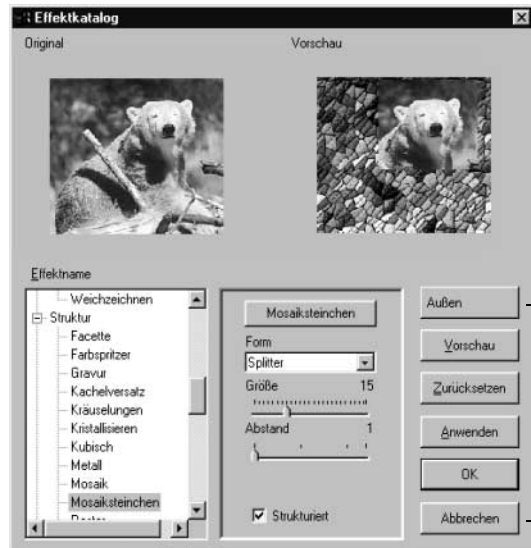 Effektkatalog
Original
Vorschau
Effektname
Weichzeichnen
Struktur
Facette
Farbspritzer
Gravur
Kachelversatz
Kräuselungen
Kristallisieren
Kubisch
Metall
Mosaik
Mosaiksteinchen
Mosaiksteinchen
Form
Splitter
Größe 15
Abstand 1
Strukturiert
Außen
Vorschau
Zurücksetzen
Anwenden
OK
Abbrechen